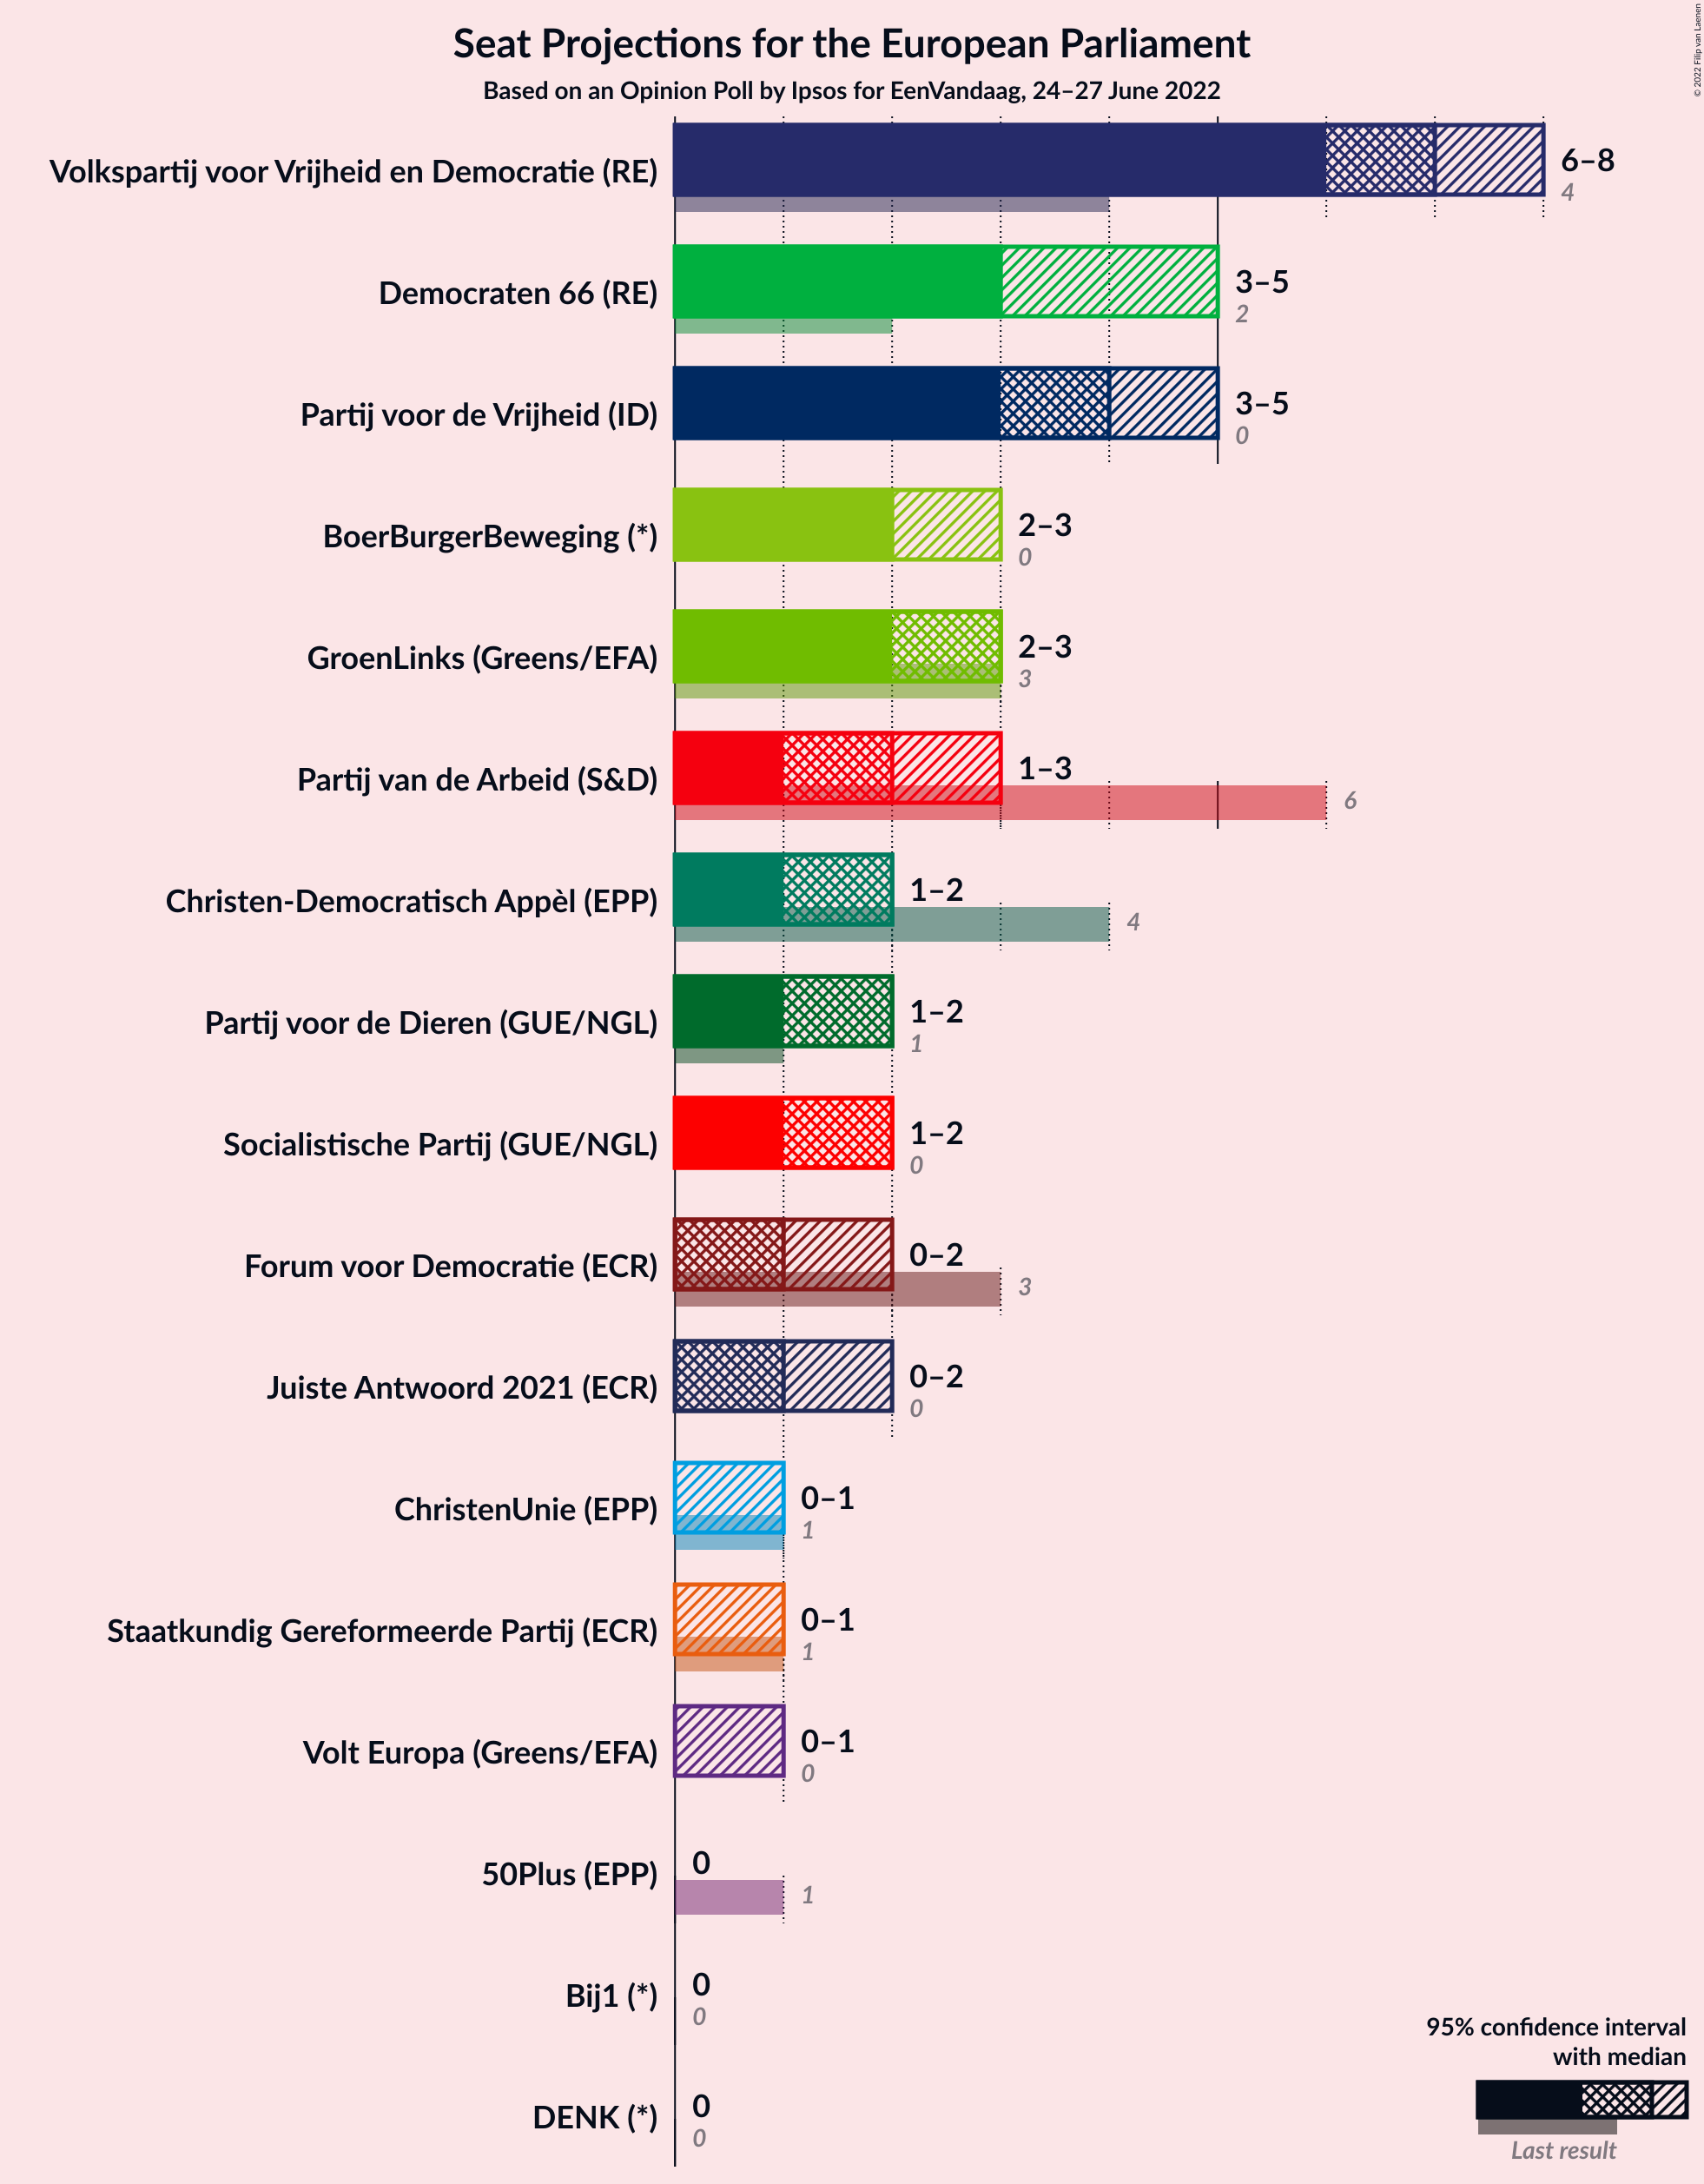 Seat Projections for the European Parliament
Based on an Opinion Poll by Ipsos for EenVandaag, 24–27 June 2022
© 2022 Filip van Laenen
Volkspartij voor Vrijheid en Democratie (RE)
6–8
4
Democraten 66 (RE)
3–5
2
Partij voor de Vrijheid (ID)
3–5
0
BoerBurgerBeweging (*)
2–3
0
GroenLinks (Greens/EFA)
2–3
3
Partij van de Arbeid (S&D)
1–3
6
Christen-Democratisch Appèl (EPP)
1–2
4
Partij voor de Dieren (GUE/NGL)
1–2
1
Socialistische Partij (GUE/NGL)
1–2
0
Forum voor Democratie (ECR)
0–2
3
Juiste Antwoord 2021 (ECR)
0–2
0
ChristenUnie (EPP)
0–1
1
Staatkundig Gereformeerde Partij (ECR)
0–1
1
Volt Europa (Greens/EFA)
0–1
0
50Plus (EPP)
0
1
Bij1 (*)
0
0
DENK (*)
0
0
95% confidence interval
with median
Last result